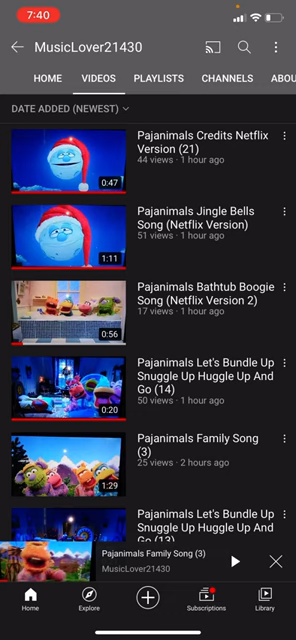 7:40
MusicLover21430
HOME VIDEOS PLAYLISTS CHANNELS ABOU
DATE ADDED (NEWEST)
Pajanimals Credits Netflix
Version (21)
44 views · 1 hour ago
0:47
Pajanimals Jingle Bells
Song (Netflix Version)
51 views · 1 hour ago
1:11
Pajanimals Bathtub Boogie
Song (Netflix Version 2)
17 views · 1 hour ago
0:56
Pajanimals Let's Bundle Up
Snuggle Up Huggle Up And
Go (14)
50 views · 1 hour ago
0:20
Pajanimals Family Song
(3)
25 views · 2 hours ago
1:29
Pajanimals Let's Bundle Up
Snuggle Up Huggle Up And
Go (13)
Pajanimals Family Song (3)
MusicLover21430
Home Explore Subscriptions Library